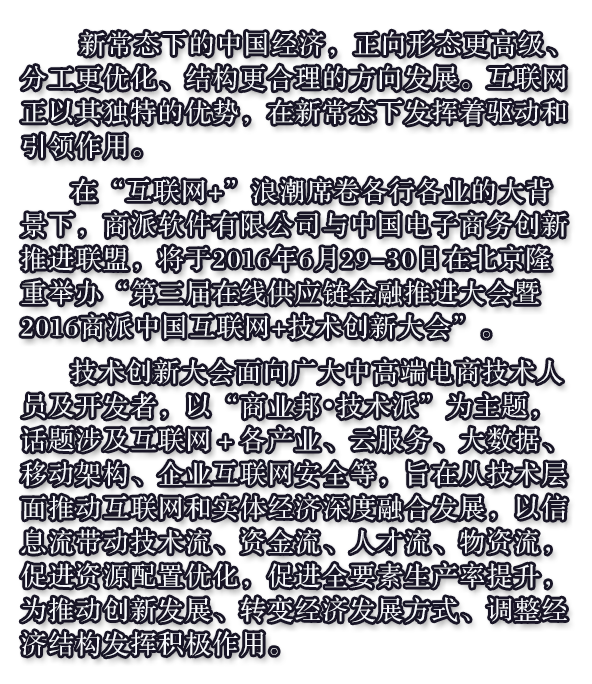 新常态下的中国经济，正向形态更高级、
分工更优化、结构更合理的方向发展。互联网
正以其独特的优势，在新常态下发挥着驱动和
引领作用。
在“互联网+”浪潮席卷各行各业的大背
景下，商派软件有限公司与中国电子商务创新
推进联盟，将于2016年6月29–30日在北京隆
重举办“第三届在线供应链金融推进大会暨
2016商派中国互联网+技术创新大会”。
技术创新大会面向广大中高端电商技术人
员及开发者，以“商业邦•技术派”为主题，
话题涉及互联网＋各产业、云服务、大数据、
移动架构、企业互联网安全等，旨在从技术层
面推动互联网和实体经济深度融合发展，以信
息流带动技术流、资金流、人才流、物资流，
促进资源配置优化，促进全要素生产率提升，
为推动创新发展、转变经济发展方式、调整经
济结构发挥积极作用。